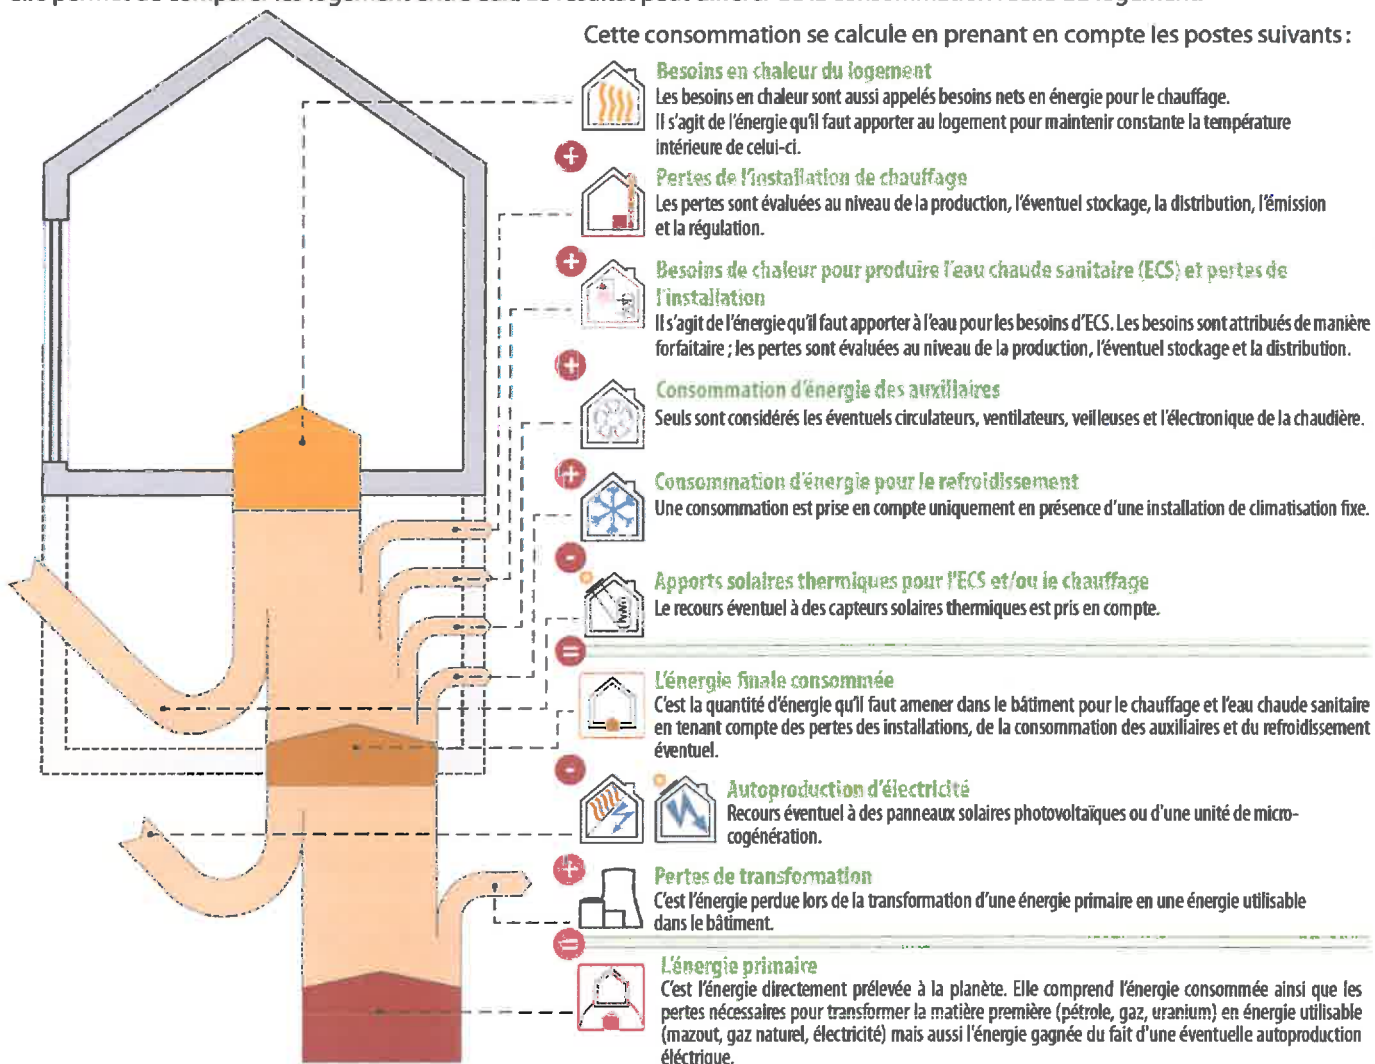 Cette consommation se calcule en prenant en compte les postes suivants :
Besoins en chaleur du logement
Les besoins en chaleur sont aussi appelés besoins nets en énergie pour le chauffage.
Il s'agit de l'énergie qu'il faut apporter au logement pour maintenir constante la température
intérieure de celui-ci.
+
Pertes de l'installation de chauffage
Les pertes sont évaluées au niveau de la production, l'éventuel stockage, la distribution, l'émission
et la régulation.
+
Besoins de chaleur pour produire l'eau chaude sanitaire (ECS) et pertes de
l'installation
Il s'agit de l'énergie qu'il faut apporter à l'eau pour les besoins d'ECS. Les besoins sont attribués de manière
forfaitaire ; les pertes sont évaluées au niveau de la production, l'éventuel stockage et la distribution.
+
Consommation d'énergie des auxiliaires
Seuls sont considérés les éventuels circulateurs, ventilateurs, veilleuses et l'électronique de la chaudière.
+
Consommation d'énergie pour le refroidissement
Une consommation est prise en compte uniquement en présence d'une installation de climatisation fixe.
-
Apports solaires thermiques pour l'ECS et/ou le chauffage
Le recours éventuel à des capteurs solaires thermiques est pris en compte.
=
L'énergie finale consommée
C'est la quantité d'énergie qu'il faut amener dans le bâtiment pour le chauffage et l'eau chaude sanitaire
en tenant compte des pertes des installations, de la consommation des auxiliaires et du refroidissement
éventuel.
-
Autoproduction d'électricité
Recours éventuel à des panneaux solaires photovoltaïques ou d'une unité de micro-
cogénération.
+
Pertes de transformation
C'est l'énergie perdue lors de la transformation d'une énergie primaire en une énergie utilisable
dans le bâtiment.
=
L'énergie primaire
C'est l'énergie directement prélevée à la planète. Elle comprend l'énergie consommée ainsi que les
pertes nécessaires pour transformer la matière première (pétrole, gaz, uranium) en énergie utilisable
(mazout, gaz naturel, électricité) mais aussi l'énergie gagnée du fait d'une éventuelle autoproduction
éléctrique.